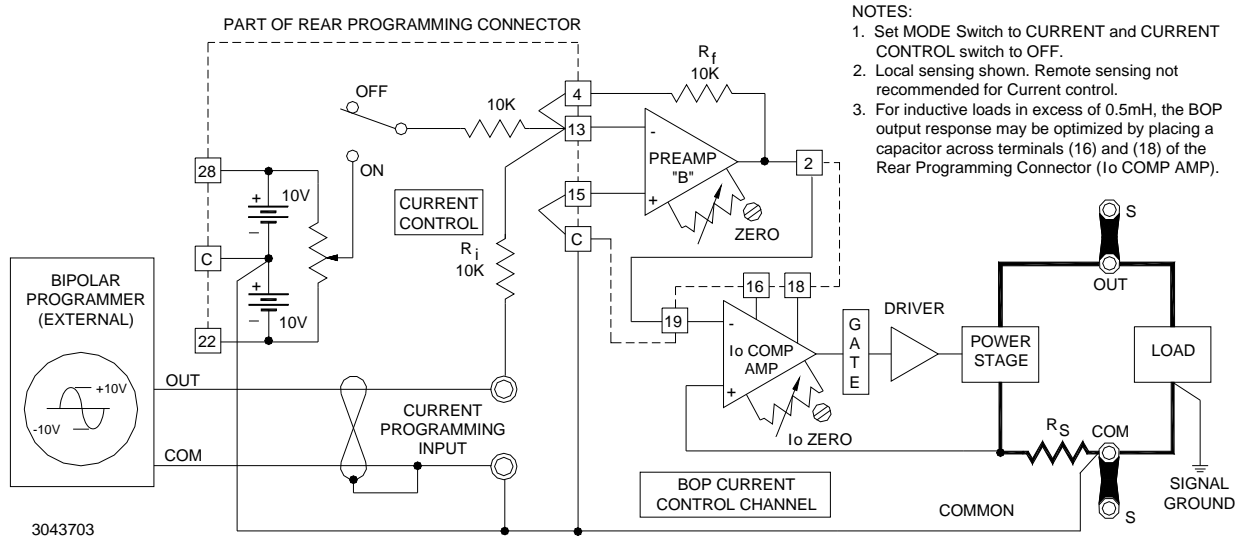 PART OF REAR PROGRAMMING CONNECTOR
NOTES:
1. Set MODE Switch to CURRENT and CURRENT
CONTROL switch to OFF.
2. Local sensing shown. Remote sensing not
recommended for Current control.
3. For inductive loads in excess of 0.5mH, the BOP
output response may be optimized by placing a
capacitor across terminals (16) and (18) of the
Rear Programming Connector (Io COMP AMP).
OFF
10K
4
13
Rf
10K
-
PREAMP
"B"
+
2
ZERO
28
ON
+
10V
–
CURRENT
CONTROL
15
C
Ri
10K
C
+
10V
–
22
BIPOLAR
PROGRAMMER
(EXTERNAL)
+10V
-10V
OUT
CURRENT
PROGRAMMING
INPUT
COM
16
18
19
-
Io COMP
AMP
+
Io ZERO
GATE
DRIVER
POWER
STAGE
S
OUT
LOAD
RS
COM
S
SIGNAL
GROUND
BOP CURRENT
CONTROL CHANNEL
COMMON
3043703